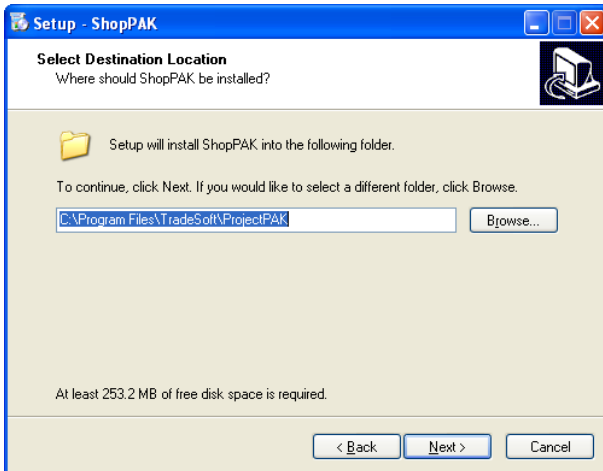 Setup - ShopPAK
Select Destination Location
Where should ShopPAK be installed?
Setup will install ShopPAK into the following folder.
To continue, click Next. If you would like to select a different folder, click Browse.
C:\Program Files\TradeSoft\ProjectPAK
Browse...
At least 253.2 MB of free disk space is required.
< Back
Next >
Cancel